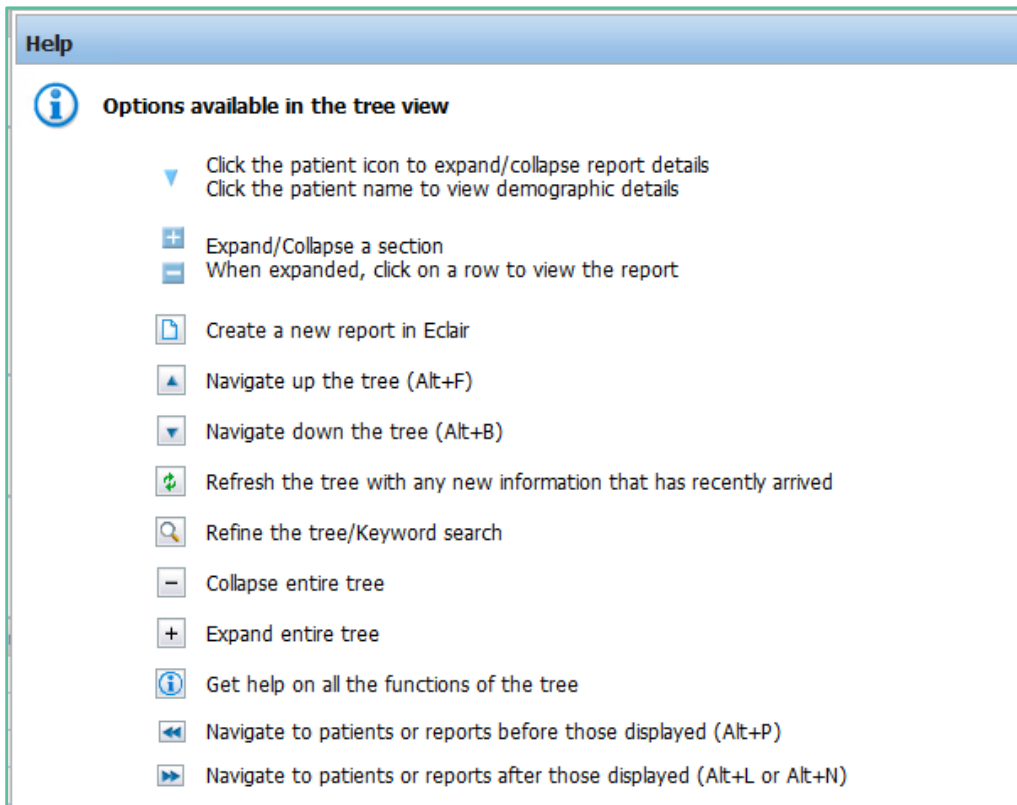 Help
Options available in the tree view
Click the patient icon to expand/collapse report details
Click the patient name to view demographic details
Expand/Collapse a section
When expanded, click on a row to view the report
Create a new report in Eclair
Navigate up the tree (Alt+F)
Navigate down the tree (Alt+B)
Refresh the tree with any new information that has recently arrived
Refine the tree/Keyword search
Collapse entire tree
Expand entire tree
Get help on all the functions of the tree
Navigate to patients or reports before those displayed (Alt+P)
Navigate to patients or reports after those displayed (Alt+L or Alt+N)